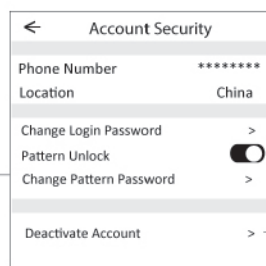 Account Security
Phone Number ********
Location China
Change Login Password >
Pattern Unlock
Change Pattern Password >
Deactivate Account >